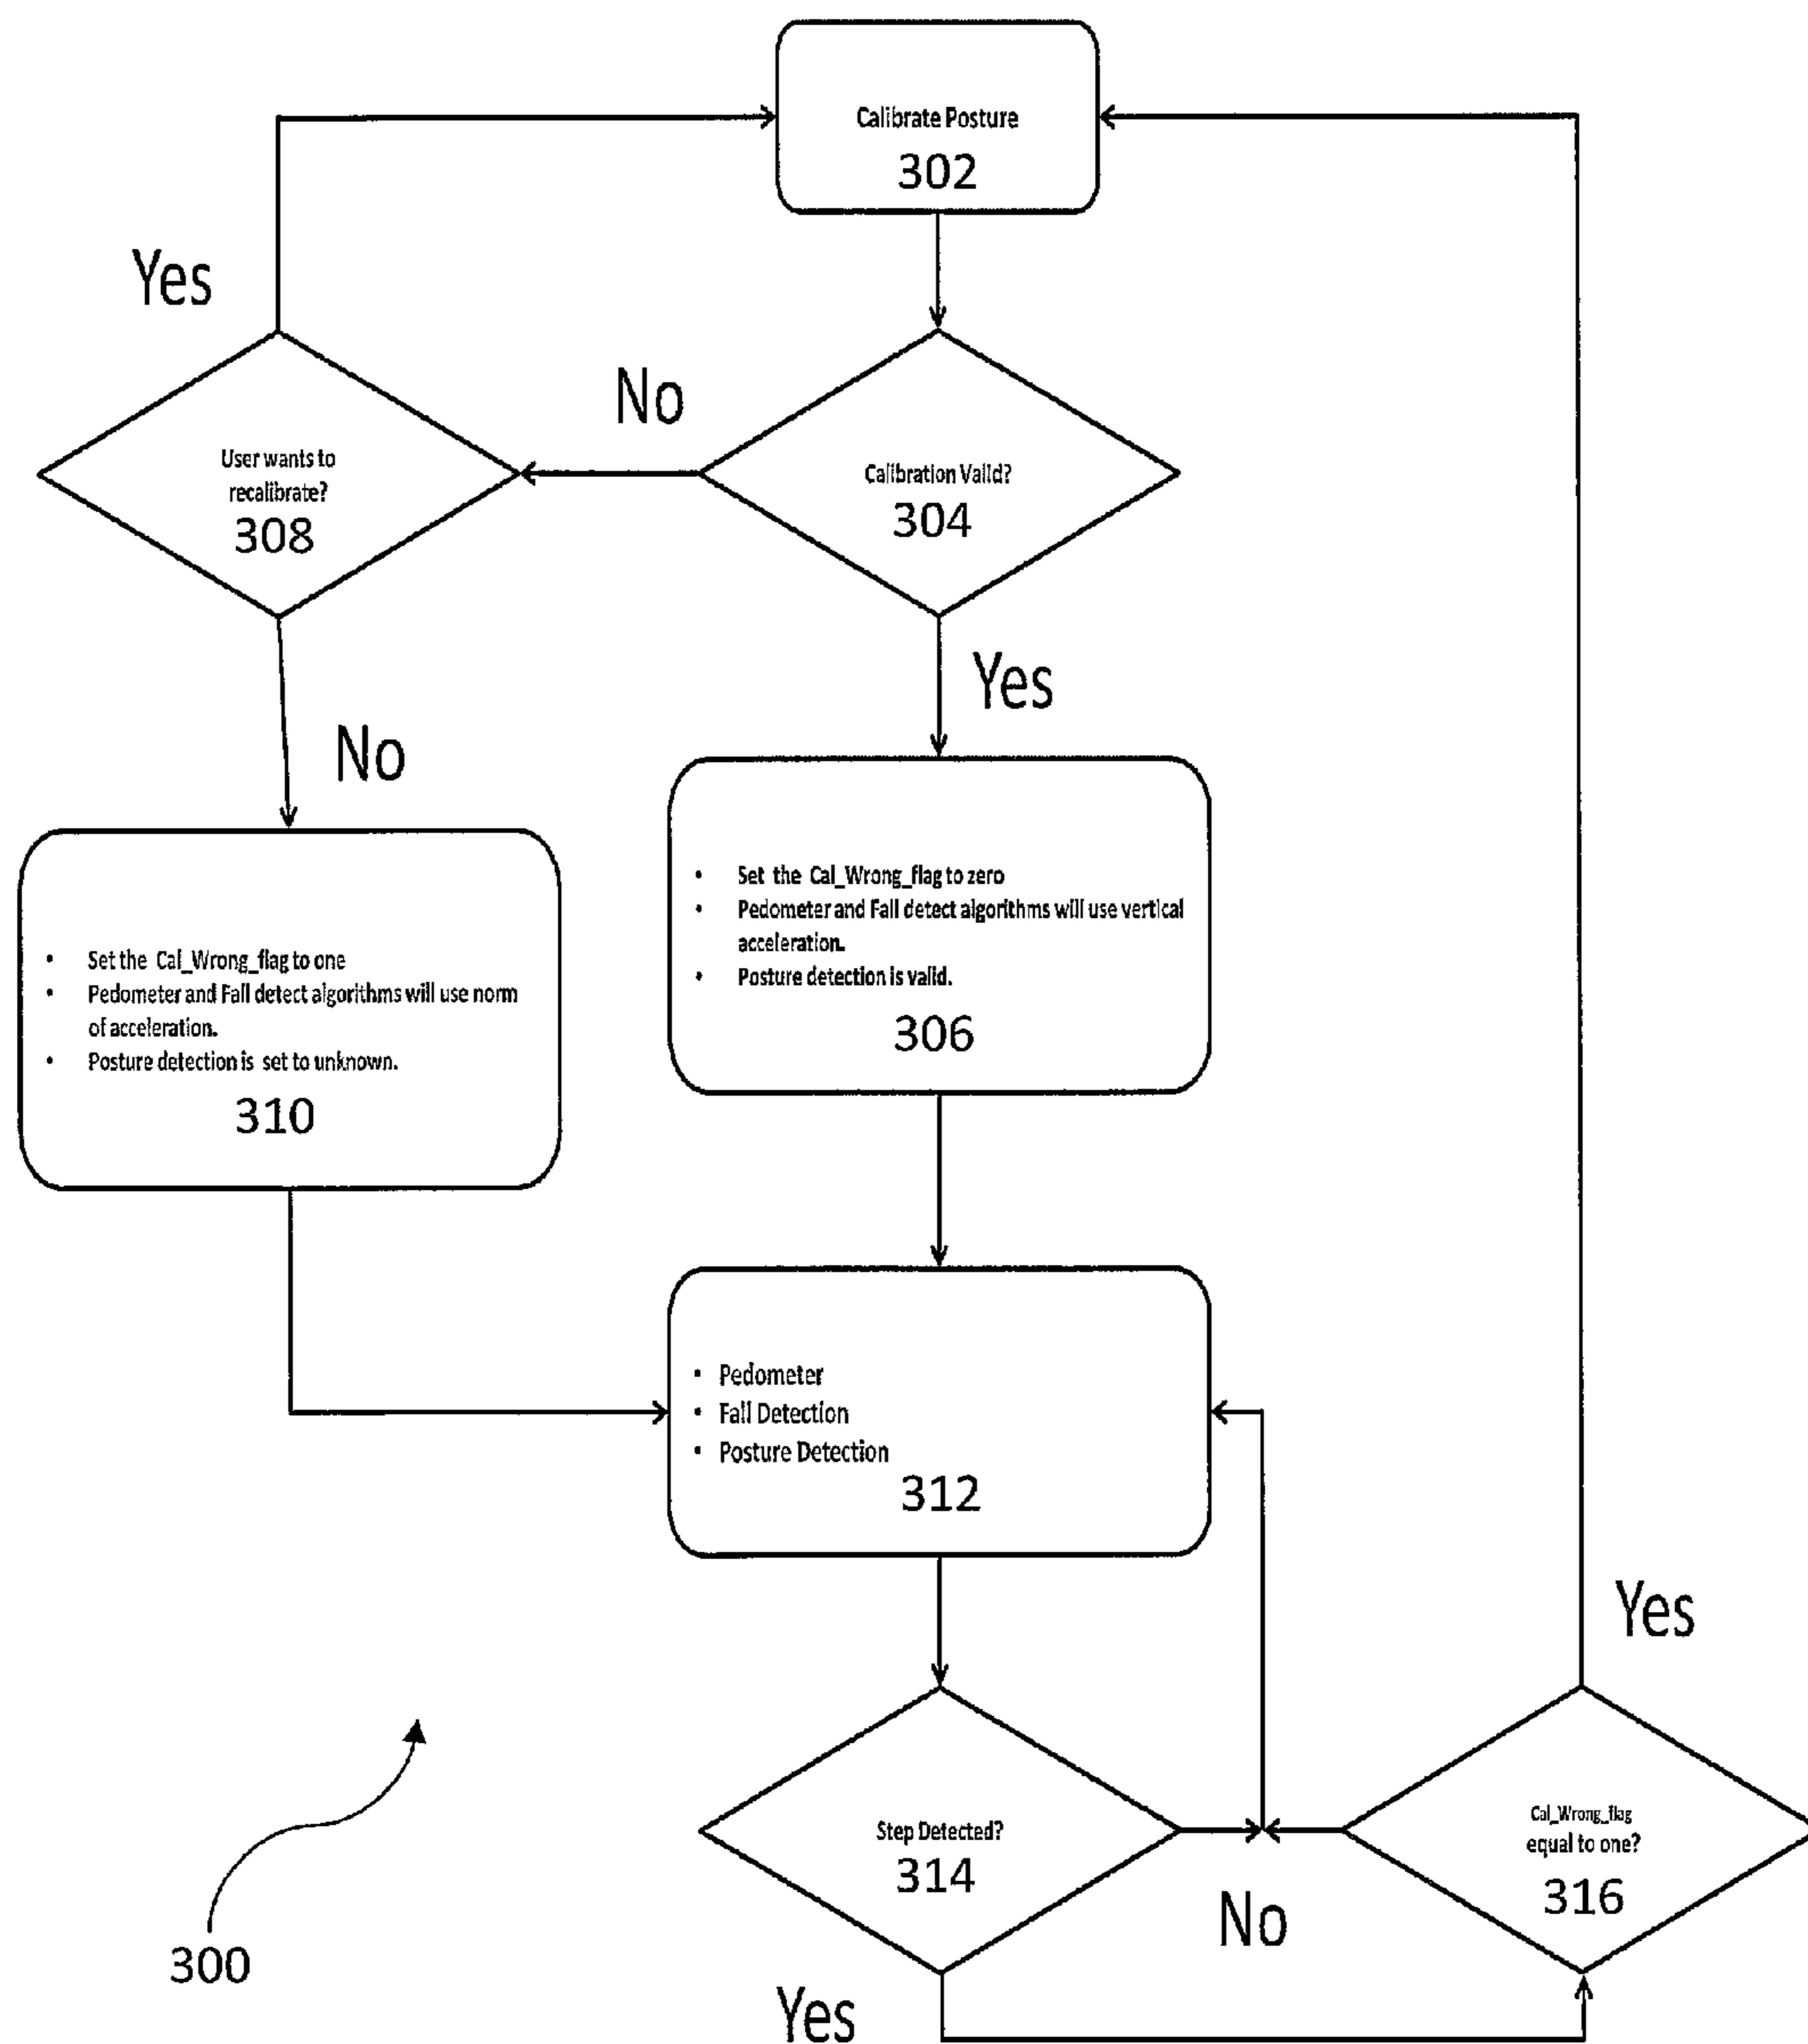 Calibrate Posture
302
Yes
No
User wants to
recalibrate?
308
Calibration Valid?
304
Yes
No
• Set the Cal_Wrong_flag to zero
• Pedometer and Fall detect algorithms will use vertical
acceleration.
• Posture detection is valid.
306
• Set the Cal_Wrong_flag to one
• Pedometer and Fall detect algorithms will use norm
of acceleration.
• Posture detection is set to unknown.
310
• Pedometer
• Fall Detection
• Posture Detection
312
Yes
Step Detected?
314
Cal_Wrong_flag
equal to one?
316
No
300
Yes